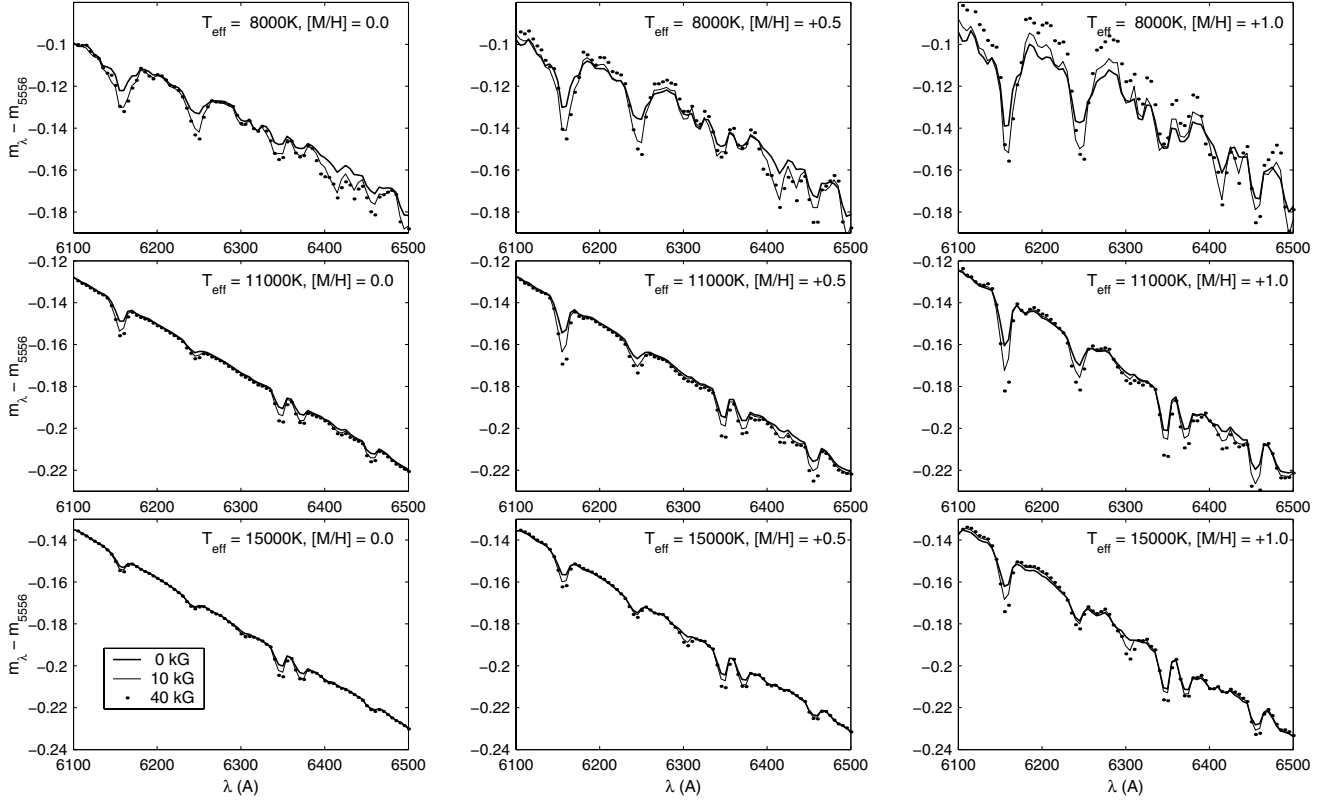 T_eff = 8000K, [M/H] = 0.0
−0.1
−0.12
−0.14
−0.16
−0.18
m_λ − m_5556
6100 6200 6300 6400 6500
T_eff = 8000K, [M/H] = +0.5
−0.1
−0.12
−0.14
−0.16
−0.18
6100 6200 6300 6400 6500
T_eff = 8000K, [M/H] = +1.0
−0.1
−0.12
−0.14
−0.16
−0.18
6100 6200 6300 6400 6500
T_eff = 11000K, [M/H] = 0.0
−0.12
−0.14
−0.16
−0.18
−0.2
−0.22
m_λ − m_5556
6100 6200 6300 6400 6500
T_eff = 11000K, [M/H] = +0.5
−0.12
−0.14
−0.16
−0.18
−0.2
−0.22
6100 6200 6300 6400 6500
T_eff = 11000K, [M/H] = +1.0
−0.12
−0.14
−0.16
−0.18
−0.2
−0.22
6100 6200 6300 6400 6500
T_eff = 15000K, [M/H] = 0.0
−0.14
−0.16
−0.18
−0.2
−0.22
−0.24
m_λ − m_5556
0 kG
10 kG
40 kG
6100 6200 6300 6400 6500
λ (A)
T_eff = 15000K, [M/H] = +0.5
−0.14
−0.16
−0.18
−0.2
−0.22
−0.24
6100 6200 6300 6400 6500
λ (A)
T_eff = 15000K, [M/H] = +1.0
−0.14
−0.16
−0.18
−0.2
−0.22
−0.24
6100 6200 6300 6400 6500
λ (A)